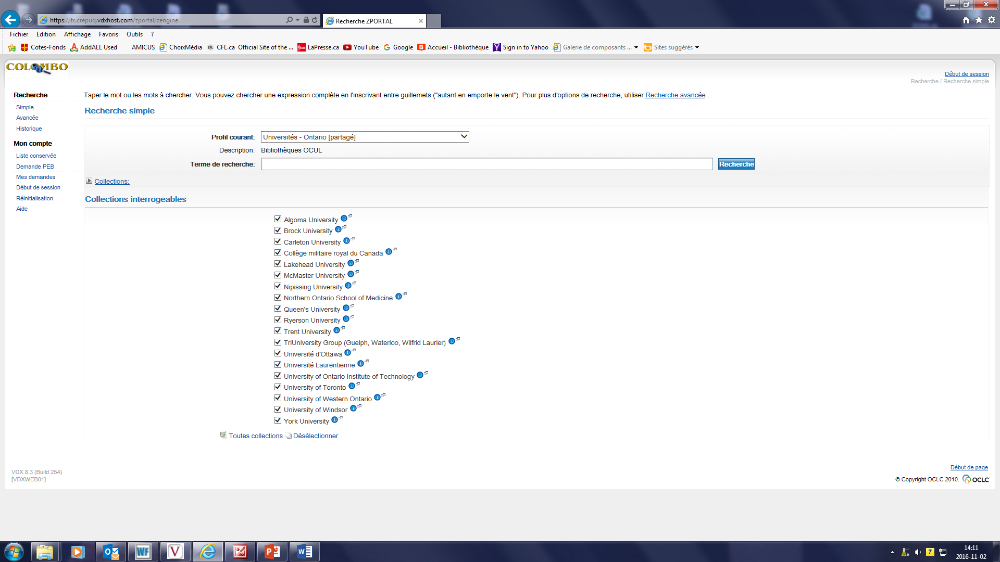 https://fr.crepuq.vdxhost.com/zportal/zengine
Recherche ZPORTAL
Fichier Edition Affichage Favoris Outils ?
Cotes-Fonds AddALL Used AMICUS ChoixMédia CFL.ca Official Site of the ... LaPresse.ca YouTube Google Accueil - Bibliothèque Sign in to Yahoo Galerie de composants ... Sites suggérés
COLOMBO
Début de session
Recherche / Recherche simple
Recherche
Simple
Avancée
Historique
Mon compte
Liste conservée
Demande PEB
Mes demandes
Début de session
Réinitialisation
Aide
Taper le mot ou les mots à chercher. Vous pouvez chercher une expression complète en l'inscrivant entre guillemets ("autant en emporte le vent"). Pour plus d'options de recherche, utiliser Recherche avancée .
Recherche simple
Profil courant: Universités - Ontario [partagé]
Description: Bibliothèques OCUL
Terme de recherche: Recherche
Collections:
Collections interrogeables
Algoma University
Brock University
Carleton University
Collège militaire royal du Canada
Lakehead University
McMaster University
Nipissing University
Northern Ontario School of Medicine
Queen's University
Ryerson University
Trent University
TriUniversity Group (Guelph, Waterloo, Wilfrid Laurier)
Université d'Ottawa
Université Laurentienne
University of Ontario Institute of Technology
University of Toronto
University of Western Ontario
University of Windsor
York University
Toutes collections Désélectionner
VDX 8.3 (Build 254)
[VDXWEB01]
Début de page
© Copyright OCLC 2010. OCLC
14:11
2016-11-02